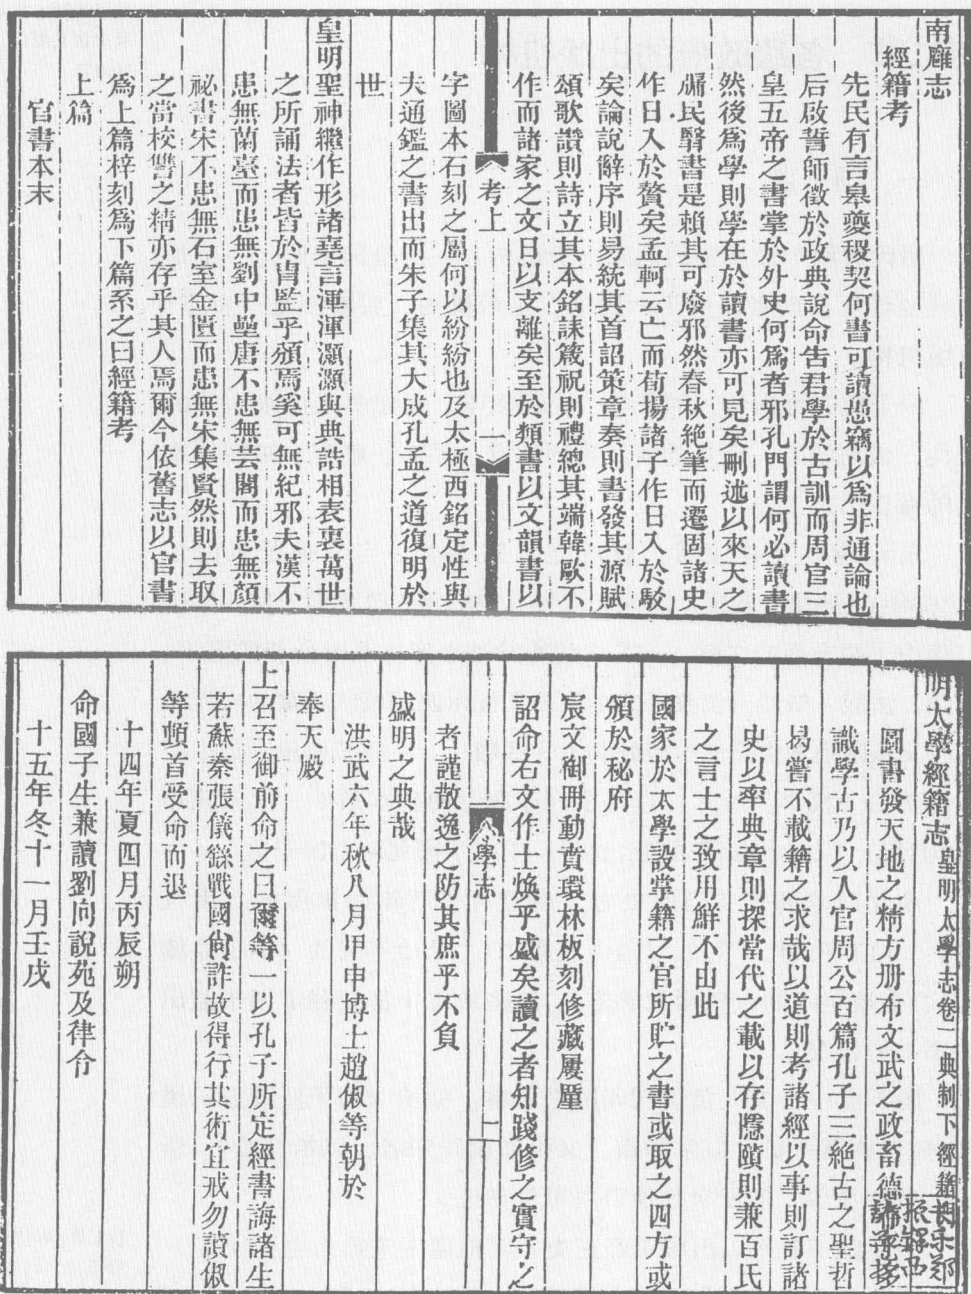 南廱志
經籍考
先民有言皋夔稷契何書可讀愚竊以爲非通論也
后啟誓師徵於政典說命告君學於古訓而周官三
皇五帝之書掌於外史何爲者邪孔門謂何必讀書
然後爲學則學在於讀書亦可見矣刪述以來天之
牖民豎書是賴其可廢邪然春秋絕筆而遷固諸史
作日入於贅矣孟軻云亡而荀揚諸子作日入於駁
矣論說辭序則易統其首詔策章奏則書發其源賦
頌歌讚則詩立其本銘誄箴祝則禮總其端韓歐不
作而諸家之文日以支離矣至於類書以文韻書以
考上 一
字圖本石刻之屬何以紛紛也及太極西銘定性與
夫通鑑之書出而朱子集其大成孔孟之道復明於
世
皇明聖神繼作形諸堯言渾渾灝灝與典誥相表裏萬世
之所誦法者皆於胄監乎頒焉奚可無紀邪夫漢不
患無蘭臺而患無劉中壘唐不患無芸閣而患無顏
祕書宋不患無石室金匱而患無宋集賢然則去取
之當校讐之精亦存乎其人焉爾今依舊志以官書
爲上篇梓刻爲下篇系之曰經籍考
上篇
官書本末
明太學經籍志 皇明太學志卷二典制下經籍
圖書發天地之精方册布文武之政畜德
識學古乃以人官周公百篇孔子三絕古之聖哲
曷嘗不載籍之求哉以道則考諸經以事則訂諸
史以率典章則探當代之載以存隱賾則兼百氏
之言士之致用鮮不由此
國家於太學設掌籍之官所貯之書或取之四方或
頒於秘府
宸文御冊動賁環林板刻修藏屢厪
詔命右文作士煥乎盛矣讀之者知踐修之實守之
學志 一
者謹散逸之防其庶乎不負
盛明之典哉
洪武六年秋八月甲申博士趙俶等朝於
奉天殿
上召至御前命之曰爾等一以孔子所定經書誨諸生
若蘇秦張儀繇戰國尙詐故得行其術宜戒勿讀俶
等頓首受命而退
十四年夏四月丙辰朔
命國子生兼讀劉向說苑及律令
十五年冬十一月壬戌